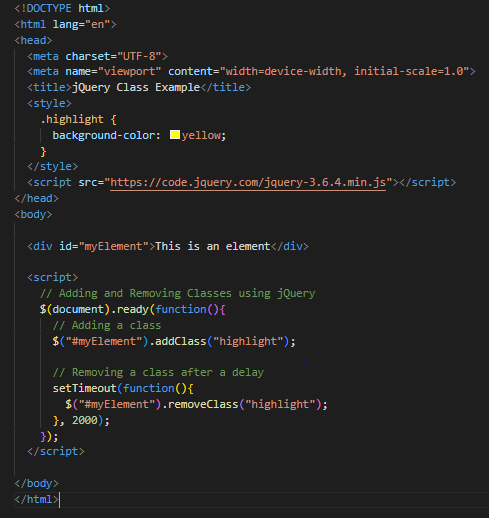 <!DOCTYPE html>
<html lang="en">
<head>
  <meta charset="UTF-8">
  <meta name="viewport" content="width=device-width, initial-scale=1.0">
  <title>jQuery Class Example</title>
  <style>
    .highlight {
      background-color: yellow;
    }
  </style>
  <script src="https://code.jquery.com/jquery-3.6.4.min.js"></script>
</head>
<body>

  <div id="myElement">This is an element</div>

  <script>
    // Adding and Removing Classes using jQuery
    $(document).ready(function(){
      // Adding a class
      $("#myElement").addClass("highlight");

      // Removing a class after a delay
      setTimeout(function(){
        $("#myElement").removeClass("highlight");
      }, 2000);
    });
  </script>

</body>
</html>